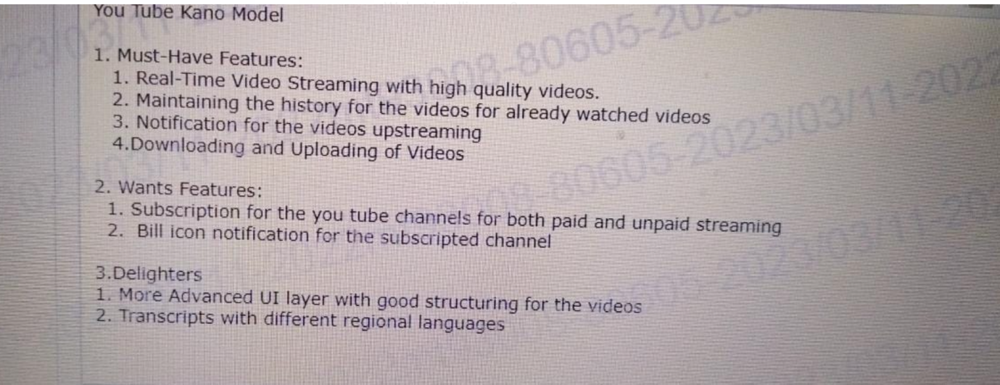 You Tube Kano Model
1. Must-Have Features:
1. Real-Time Video Streaming with high quality videos.
2. Maintaining the history for the videos for already watched videos
3. Notification for the videos upstreaming
4.Downloading and Uploading of Videos
2. Wants Features:
1. Subscription for the you tube channels for both paid and unpaid streaming
2. Bill icon notification for the subscripted channel
3.Delighters
1. More Advanced UI layer with good structuring for the videos
2. Transcripts with different regional languages